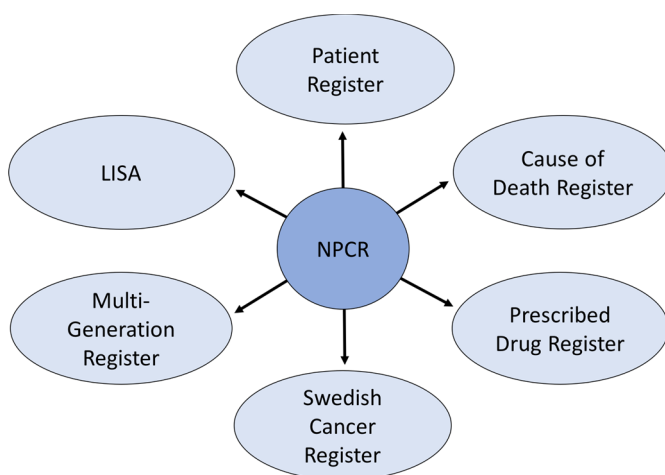 Patient
Register
LISA
Cause of
Death Register
NPCR
Multi-
Generation
Register
Prescribed
Drug Register
Swedish
Cancer
Register